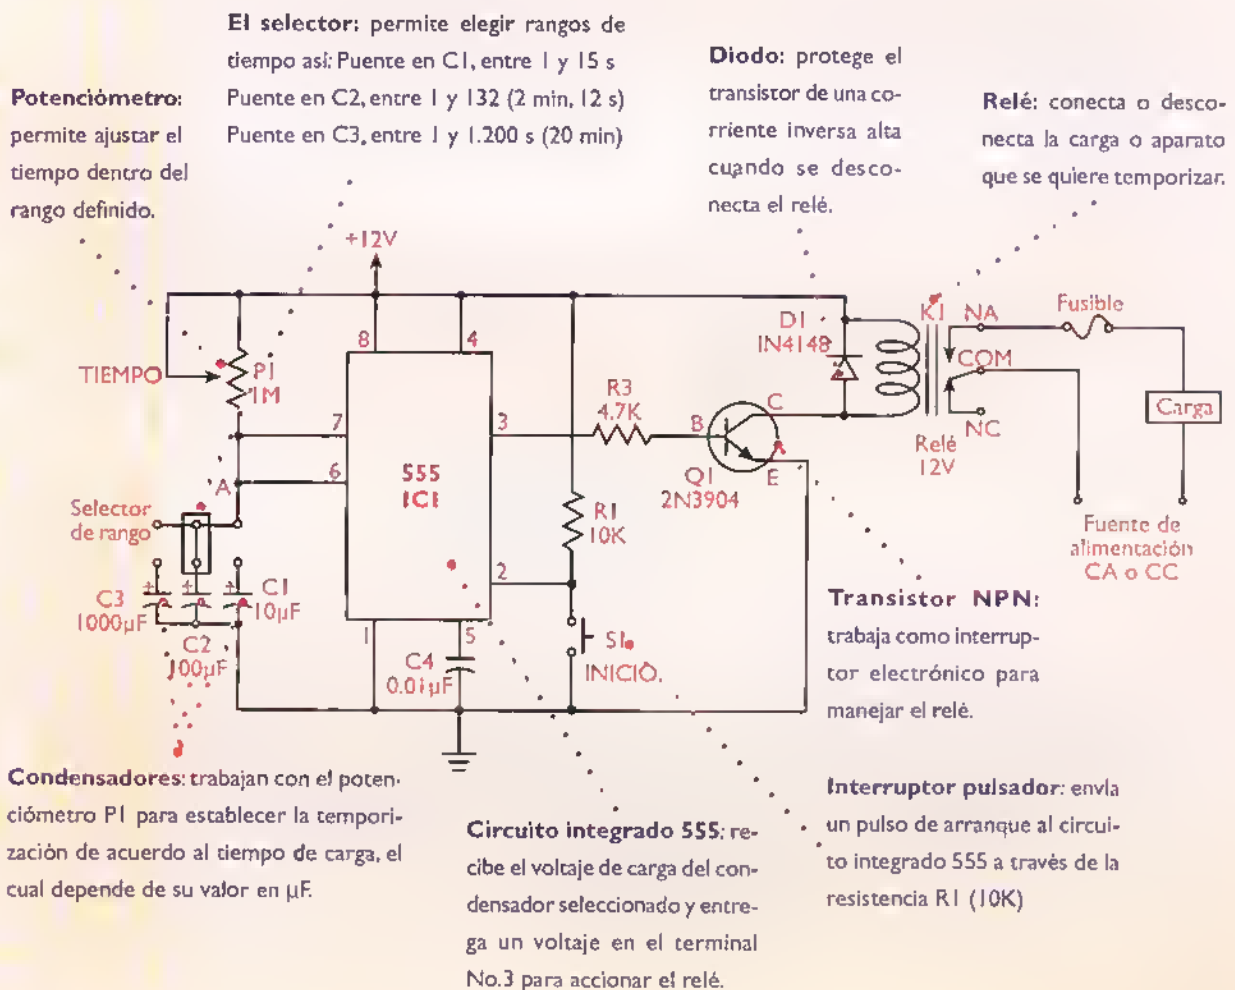 El selector: permite elegir rangos de
tiempo así: Puente en C1, entre 1 y 15 s
Puente en C2, entre 1 y 132 (2 min, 12 s)
Puente en C3, entre 1 y 1.200 s (20 min)
Potenciómetro:
permite ajustar el
tiempo dentro del
rango definido.
Diodo: protege el
transistor de una co-
rriente inversa alta
cuando se desco-
necta el relé.
Relé: conecta o desco-
necta la carga o aparato
que se quiere temporizar.
+12V
TIEMPO
P1
1M
8
4
7
6
3
2
1
5
555
IC1
A
Selector
de rango
C3
1000µF
C2
100µF
C1
10µF
C4
0.01µF
R3
4.7K
R1
10K
S1
INICIO
B
C
E
Q1
2N3904
D1
1N4148
K1
NA
COM
NC
Relé
12V
Fusible
Carga
Fuente de
alimentación
CA o CC
Transistor NPN:
trabaja como interrup-
tor electrónico para
manejar el relé.
Condensadores: trabajan con el poten-
ciómetro P1 para establecer la tempori-
zación de acuerdo al tiempo de carga, el
cual depende de su valor en µF.
Circuito integrado 555: re-
cibe el voltaje de carga del con-
densador seleccionado y entre-
ga un voltaje en el terminal
No.3 para accionar el relé.
Interruptor pulsador: envía
un pulso de arranque al circui-
to integrado 555 a través de la
resistencia R1 (10K)